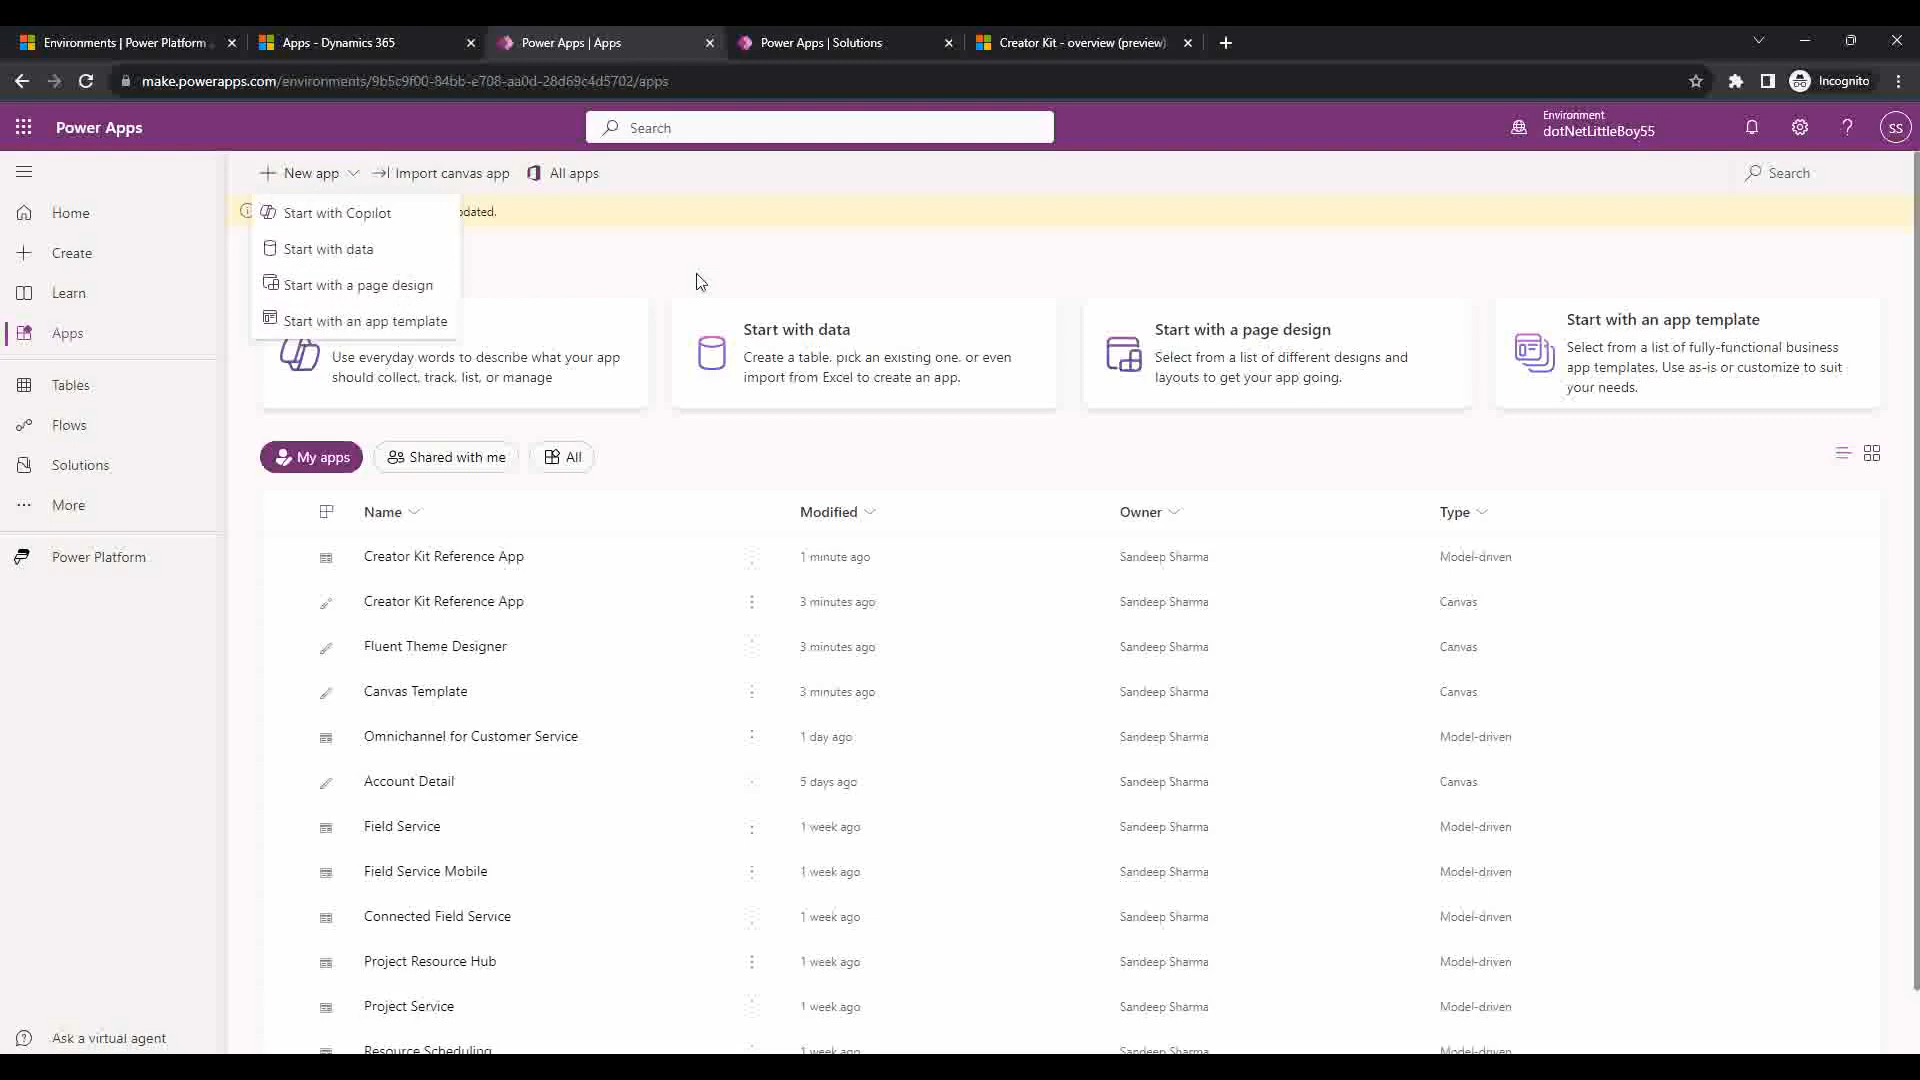 Environments | Power Platform
Apps - Dynamics 365
Power Apps | Apps
Power Apps | Solutions
Creator Kit - overview (preview)
make.powerapps.com/environments/9b5c9f00-84bb-e708-aa0d-28d69c4d5702/apps
Incognito
Power Apps
Search
Environment
dotNetLittleBoy55
SS
New app
Import canvas app
All apps
Search
Home
Create
Learn
Apps
Tables
Flows
Solutions
More
Power Platform
Ask a virtual agent
Start with Copilot
Start with data
Start with a page design
Start with an app template
Use everyday words to describe what your app
should collect, track, list, or manage
Start with data
Create a table, pick an existing one, or even
import from Excel to create an app.
Start with a page design
Select from a list of different designs and
layouts to get your app going.
Start with an app template
Select from a list of fully-functional business
app templates. Use as-is or customize to suit
your needs.
My apps
Shared with me
All
Name Modified Owner Type
Creator Kit Reference App 1 minute ago Sandeep Sharma Model-driven
Creator Kit Reference App 3 minutes ago Sandeep Sharma Canvas
Fluent Theme Designer 3 minutes ago Sandeep Sharma Canvas
Canvas Template 3 minutes ago Sandeep Sharma Canvas
Omnichannel for Customer Service 1 day ago Sandeep Sharma Model-driven
Account Detail 5 days ago Sandeep Sharma Canvas
Field Service 1 week ago Sandeep Sharma Model-driven
Field Service Mobile 1 week ago Sandeep Sharma Model-driven
Connected Field Service 1 week ago Sandeep Sharma Model-driven
Project Resource Hub 1 week ago Sandeep Sharma Model-driven
Project Service 1 week ago Sandeep Sharma Model-driven
Resource Scheduling 1 week ago Sandeep Sharma Model-driven